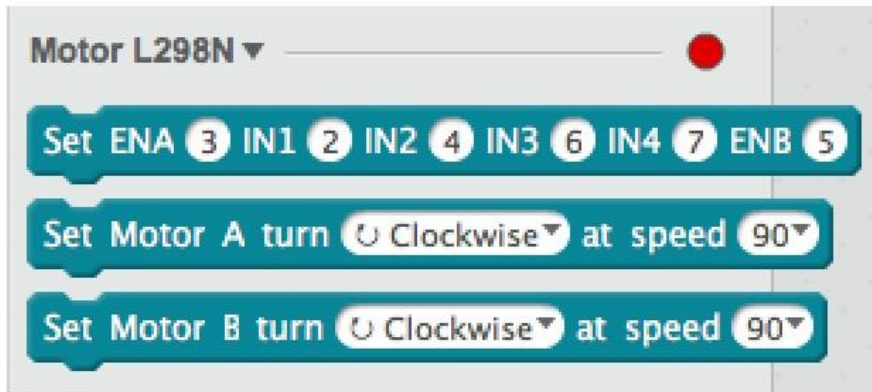 Motor L298N
Set ENA 3 IN1 2 IN2 4 IN3 6 IN4 7 ENB 5
Set Motor A turn Clockwise at speed 90
Set Motor B turn Clockwise at speed 90